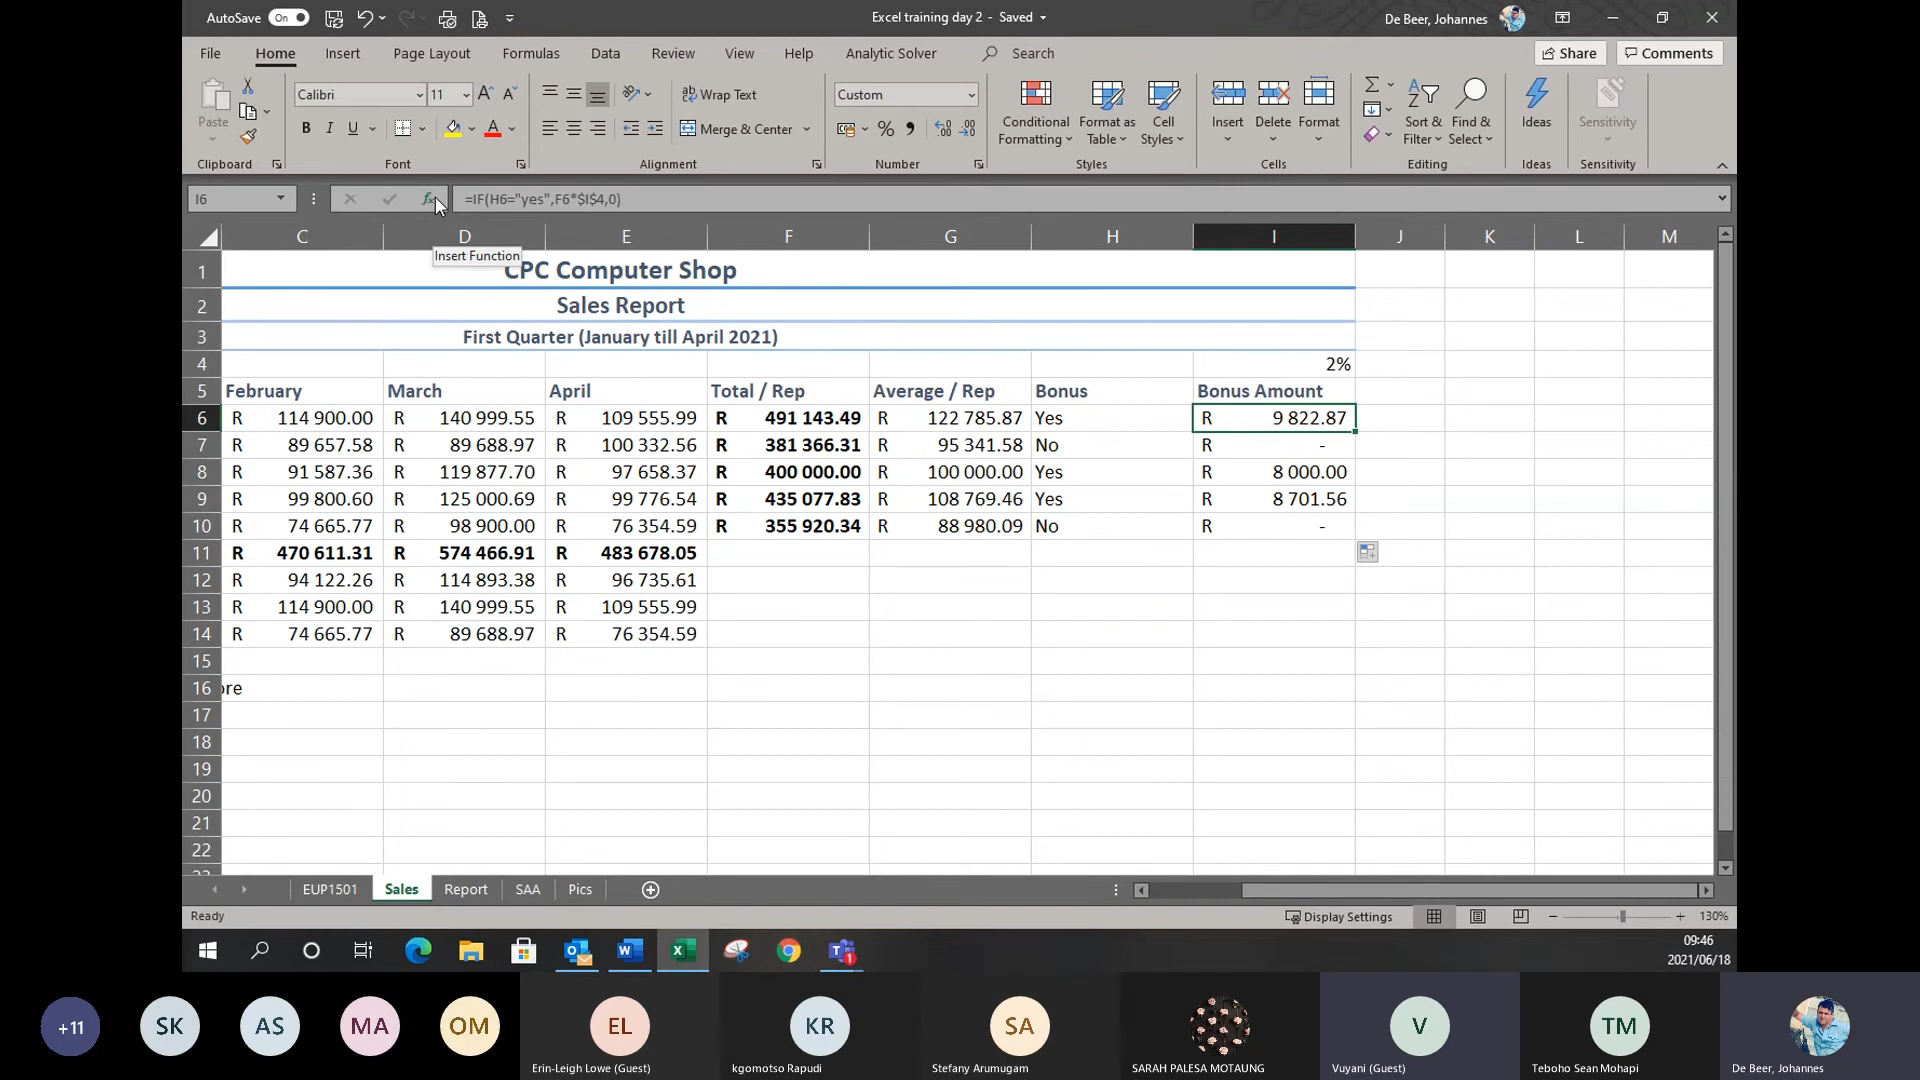 AutoSave On Excel training day 2 - Saved De Beer, Johannes
File Home Insert Page Layout Formulas Data Review View Help Analytic Solver Search Share Comments
Paste Calibri 11 Wrap Text Custom
B I U Merge & Center % Conditional Formatting Format as Table Cell Styles Insert Delete Format Sort & Filter Find & Select Ideas Sensitivity
Clipboard Font Alignment Number Styles Cells Editing Ideas Sensitivity
I6 fx =IF(H6="yes",F6*$I$4,0)
C D E F G H I J K L M
Insert Function
1 CPC Computer Shop
2 Sales Report
3 First Quarter (January till April 2021)
4 2%
5 February March April Total / Rep Average / Rep Bonus Bonus Amount
6 R 114 900.00 R 140 999.55 R 109 555.99 R 491 143.49 R 122 785.87 Yes R 9 822.87
7 R 89 657.58 R 89 688.97 R 100 332.56 R 381 366.31 R 95 341.58 No R -
8 R 91 587.36 R 119 877.70 R 97 658.37 R 400 000.00 R 100 000.00 Yes R 8 000.00
9 R 99 800.60 R 125 000.69 R 99 776.54 R 435 077.83 R 108 769.46 Yes R 8 701.56
10 R 74 665.77 R 98 900.00 R 76 354.59 R 355 920.34 R 88 980.09 No R -
11 R 470 611.31 R 574 466.91 R 483 678.05
12 R 94 122.26 R 114 893.38 R 96 735.61
13 R 114 900.00 R 140 999.55 R 109 555.99
14 R 74 665.77 R 89 688.97 R 76 354.59
15
16 ore
17
18
19
20
21
22
EUP1501 Sales Report SAA Pics
Ready Display Settings 130%
09:46
2021/06/18
+11 SK AS MA OM EL KR SA V TM
Erin-Leigh Lowe (Guest) kgomotso Rapudi Stefany Arumugam SARAH PALESA MOTAUNG Vuyani (Guest) Teboho Sean Mohapi De Beer, Johannes